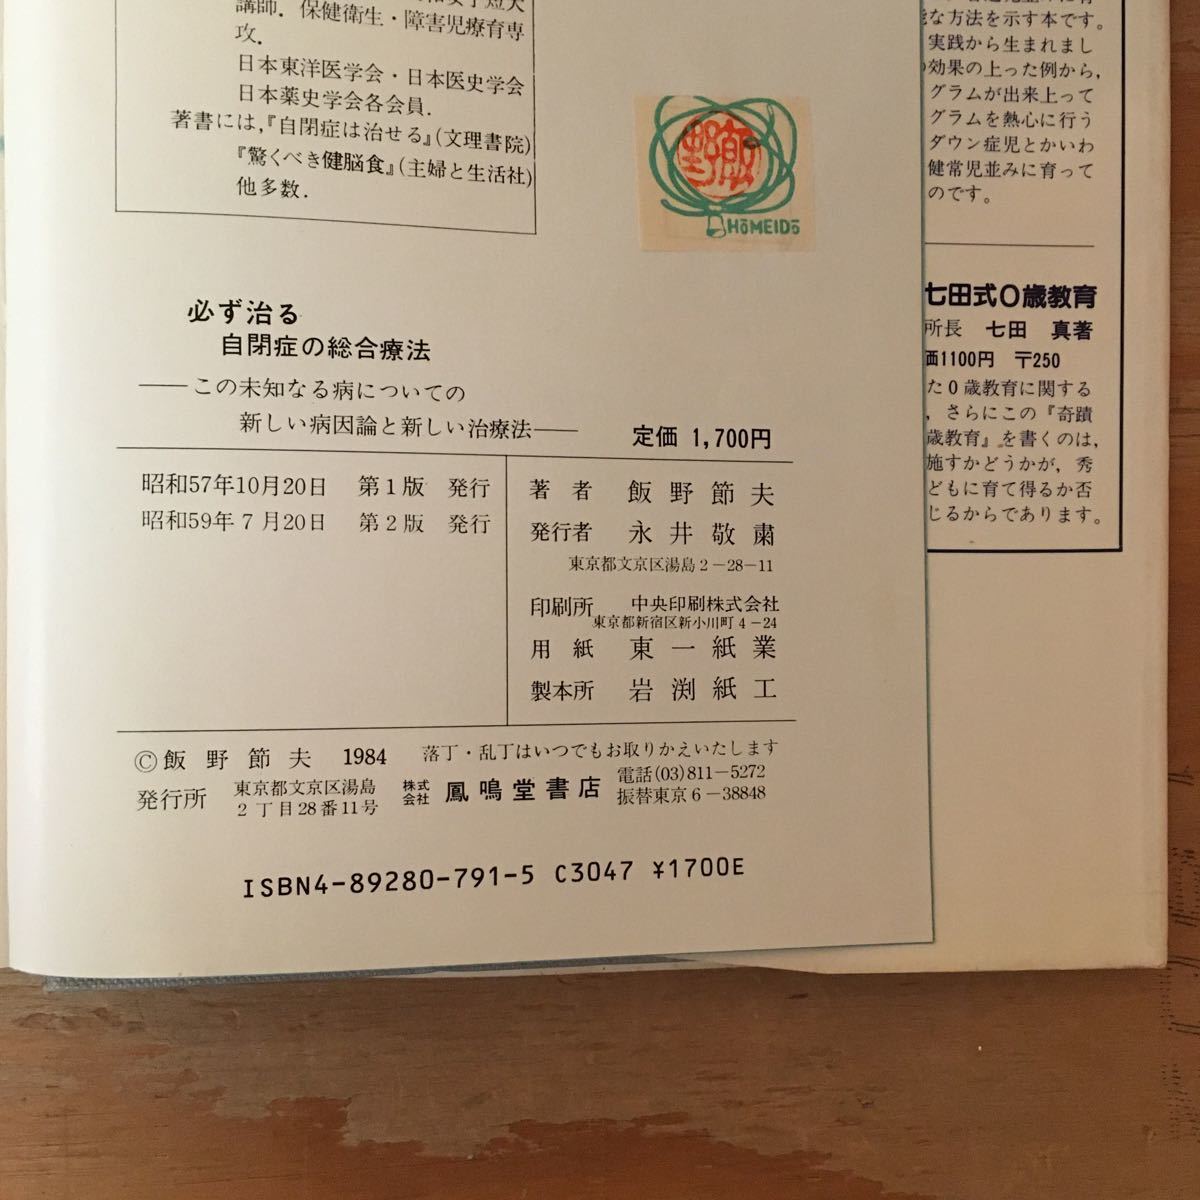 講師．保健衛生・障害児療育専
攻．
日本東洋医学会・日本医史学会
日本薬史学会各会員．
著書には,『自閉症は治せる』(文理書院)
『驚くべき健脳食』(主婦と生活社)
他多数．
HōMEIDō
必ず治る
自閉症の総合療法
——この未知なる病についての
新しい病因論と新しい治療法——
定価 1,700円
昭和57年10月20日 第1版 発行
昭和59年7月20日 第2版 発行
著者 飯野節夫
発行者 永井敬粛
東京都文京区湯島2−28−11
印刷所 中央印刷株式会社
東京都新宿区新小川町4−24
用紙 東一紙業
製本所 岩渕紙工
©飯野節夫 1984 落丁・乱丁はいつでもお取りかえいたします
発行所 東京都文京区湯島
2丁目28番11号
株式会社 鳳鳴堂書店
電話(03)811−5272
振替東京6−38848
ISBN4-89280-791-5 C3047 ¥1700E
な方法を示す本です。
実践から生まれまし
効果の上った例から,
グラムが出来上って
グラムを熱心に行う
ダウン症児とかいわ
健常児並みに育って
のです。
七田式0歳教育
所長 七田 真著
価1100円 〒250
た0歳教育に関する
，さらにこの『奇蹟
歳教育』を書くのは,
施すかどうかが，秀
どもに育て得るか否
じるからであります。